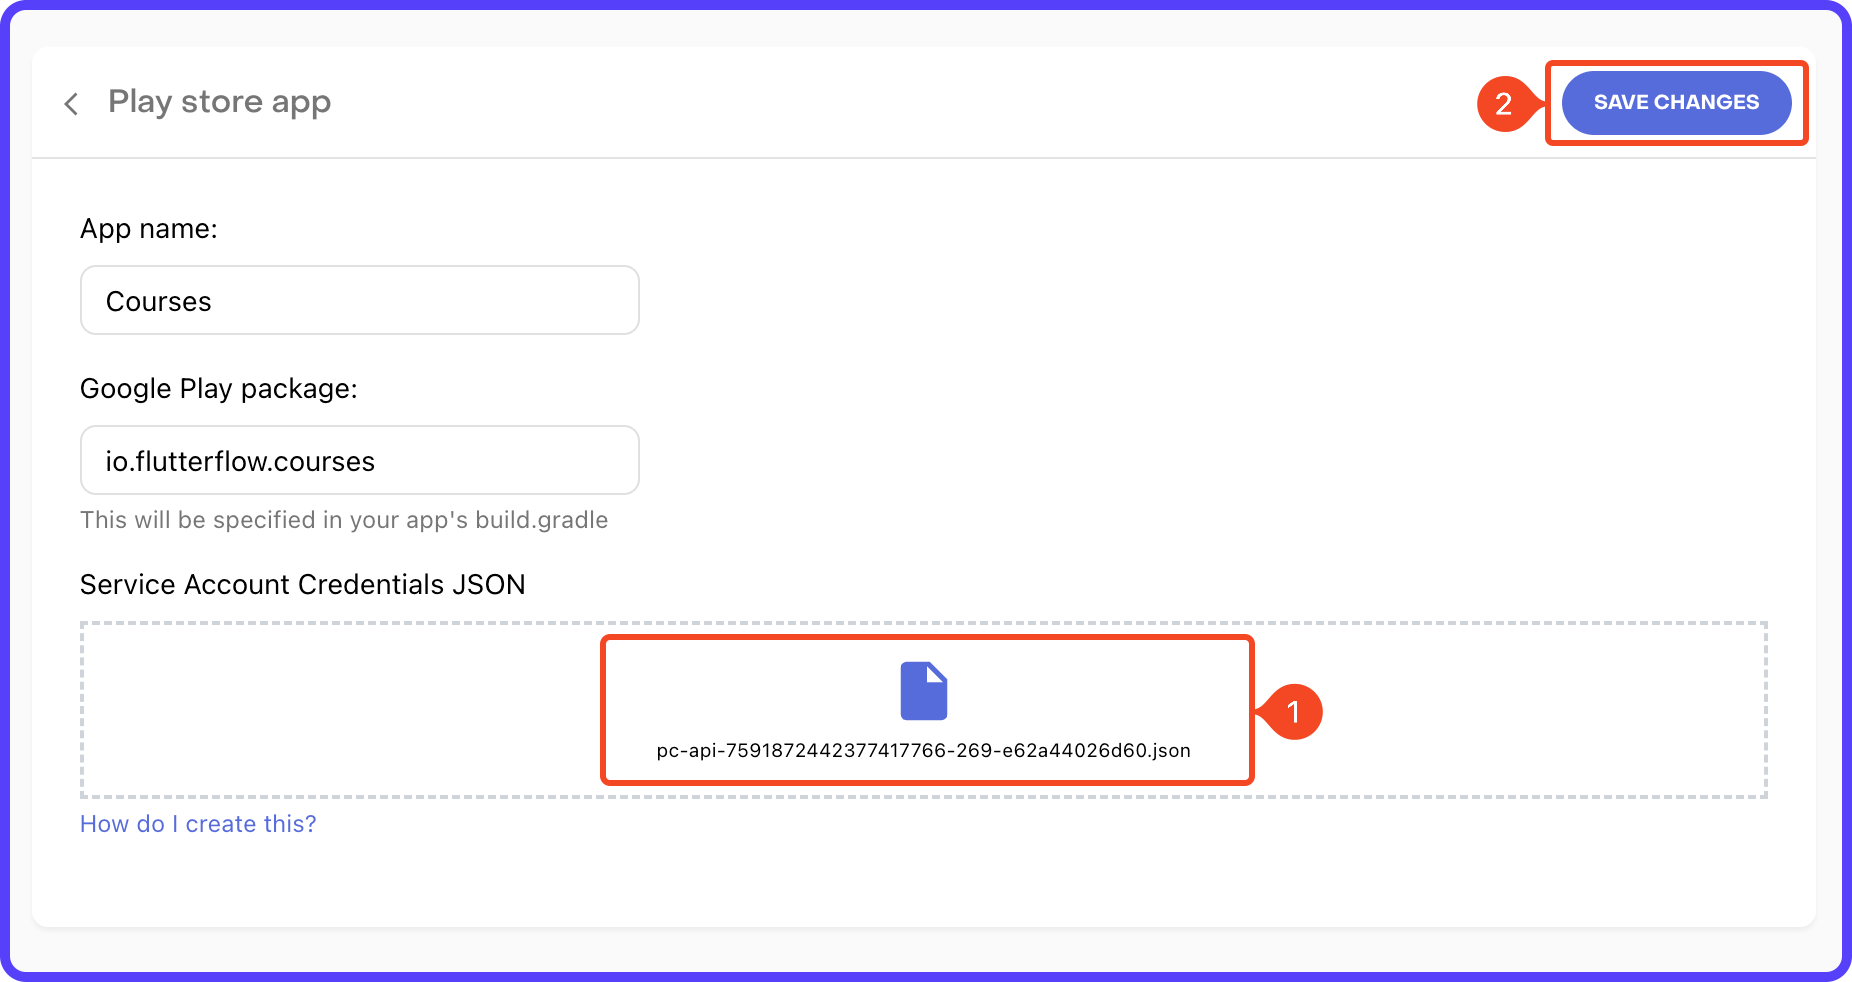 Play store app
2
SAVE CHANGES
App name:
Courses
Google Play package:
io.flutterflow.courses
This will be specified in your app's build.gradle
Service Account Credentials JSON
pc-api-7591872442377417766-269-e62a44026d60.json
1
How do I create this?